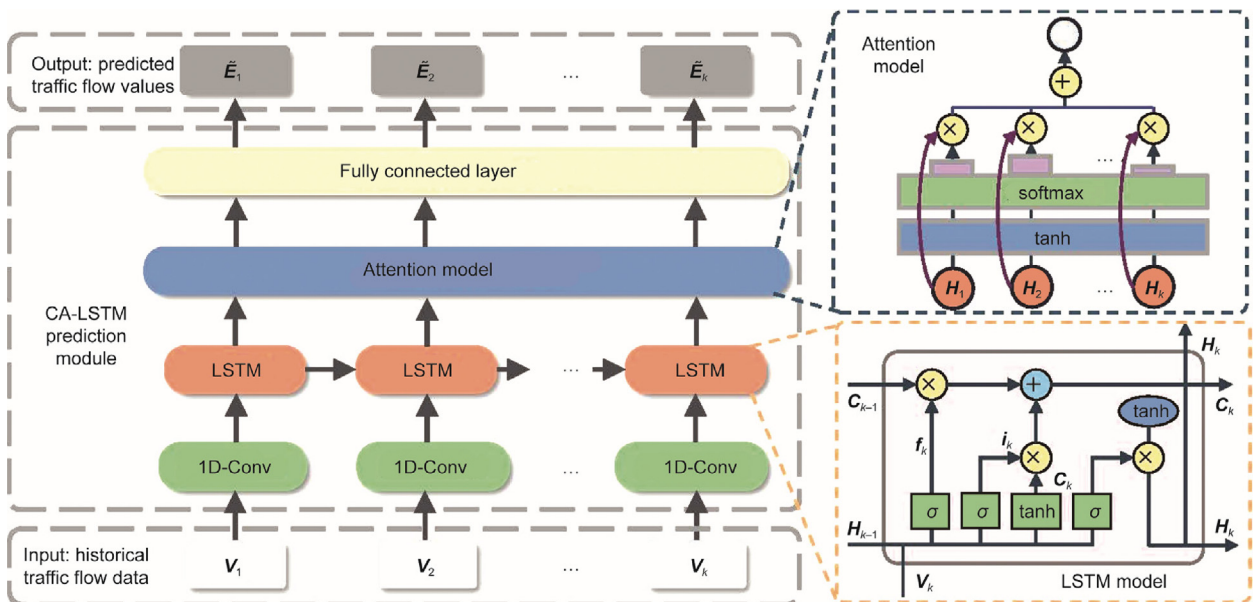 Output: predicted
traffic flow values
Ẽ1
Ẽ2
...
Ẽk
CA-LSTM
prediction
module
Fully connected layer
Attention model
LSTM
LSTM
...
LSTM
1D-Conv
1D-Conv
...
1D-Conv
Input: historical
traffic flow data
V1
V2
...
Vk
Attention
model
+
×
×
×
...
softmax
tanh
H1
H2
...
Hk
Hk
Ck–1
×
+
Ck
tanh
fk
ik
×
×
Ck
σ
σ
tanh
σ
Hk–1
Hk
Vk
LSTM model